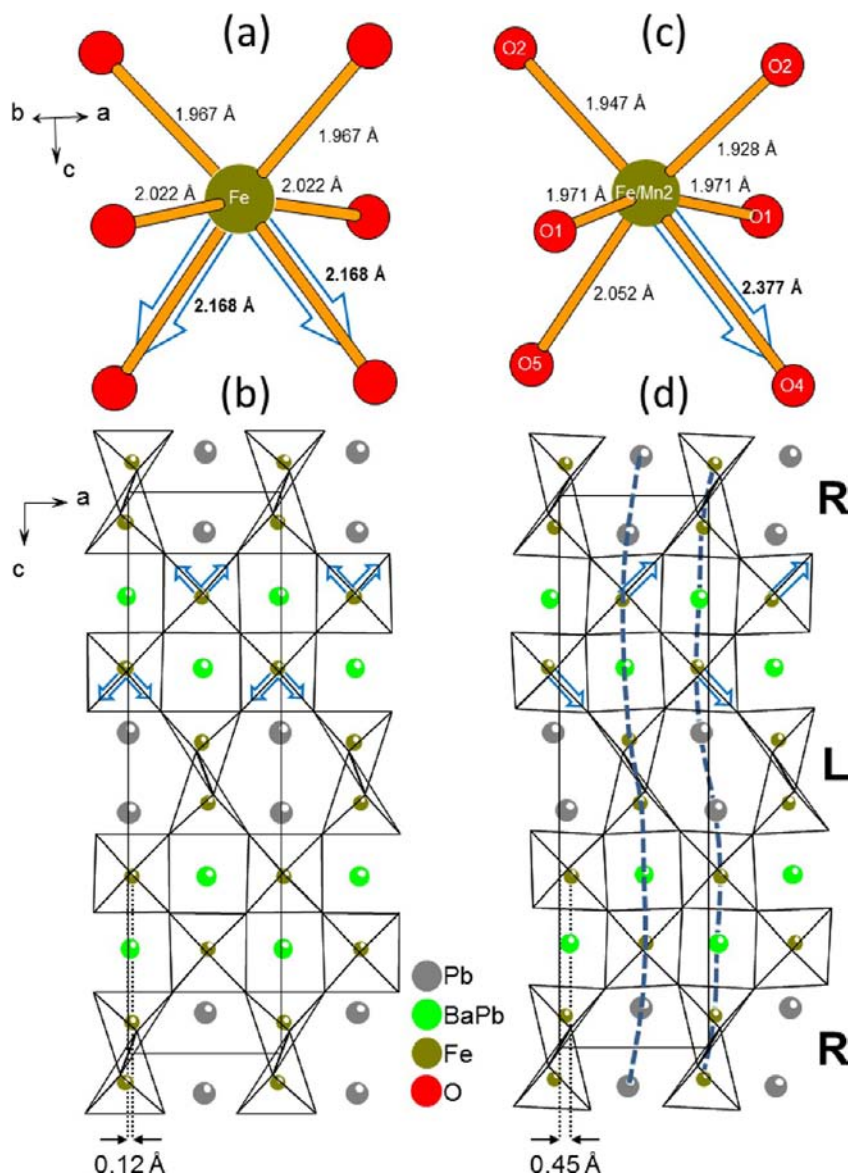 (a)
b a
c
1.967 Å
1.967 Å
Fe
2.022 Å
2.022 Å
2.168 Å
2.168 Å
(c)
O2
O2
1.947 Å
1.928 Å
Fe/Mn2
1.971 Å
1.971 Å
O1
O1
2.052 Å
2.377 Å
O5
O4
(b)
a
c
0.12 Å
Pb
BaPb
Fe
O
(d)
R
L
R
0.45 Å